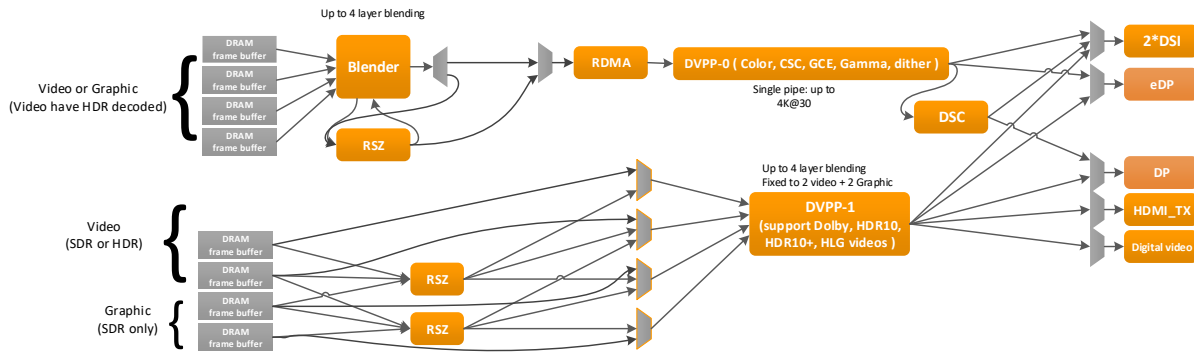 Up to 4 layer blending
DRAM
frame buffer
DRAM
frame buffer
DRAM
frame buffer
DRAM
frame buffer
Video or Graphic
(Video have HDR decoded)
Blender
RSZ
RDMA
DVPP-0 ( Color, CSC, GCE, Gamma, dither )
Single pipe: up to
4K@30
DSC
2*DSI
eDP
DP
HDMI_TX
Digital video
Up to 4 layer blending
Fixed to 2 video + 2 Graphic
DVPP-1
(support Dolby, HDR10,
HDR10+, HLG videos )
Video
(SDR or HDR)
DRAM
frame buffer
DRAM
frame buffer
DRAM
frame buffer
DRAM
frame buffer
Graphic
(SDR only)
RSZ
RSZ